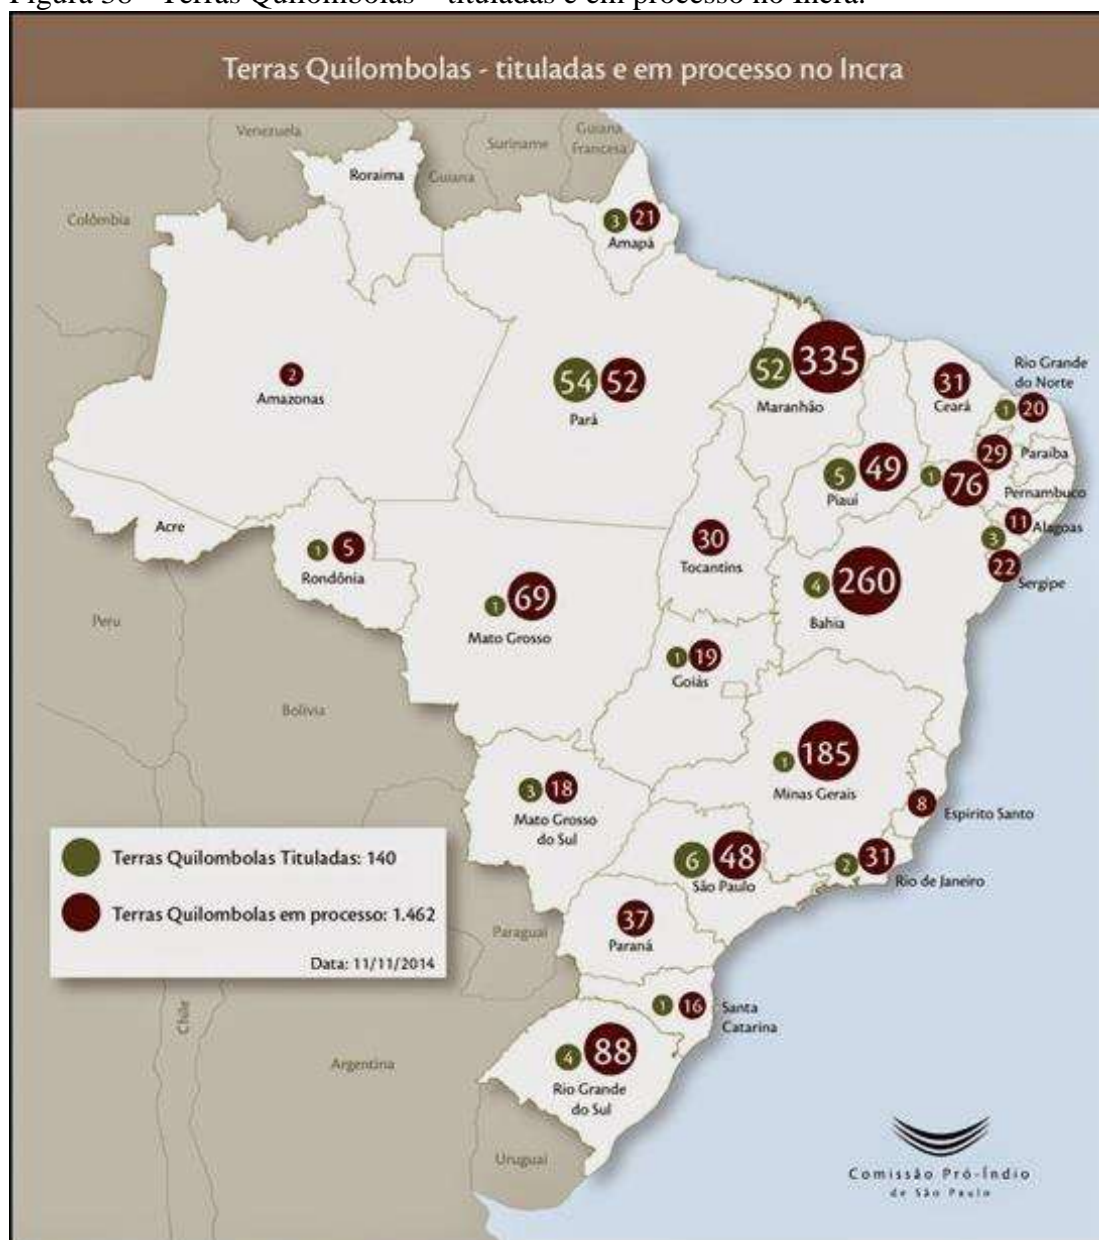 Figura 38 - Terras Quilombolas – tituladas e em processo no Incra.
Terras Quilombolas - tituladas e em processo no Incra
Venezuela
Suriname
Guiana
Francesa
Guiana
Colômbia
Roraima
3 21
Amapá
2
Amazonas
54 52
Pará
52 335
Maranhão
31
Ceará
Rio Grande
do Norte
1 20
29
Paraíba
5 49
Piauí
1 76
Pernambuco
11
Alagoas
3
22
Sergipe
Acre
1 5
Rondônia
1 69
Mato Grosso
30
Tocantins
4 260
Bahia
1 19
Goiás
Peru
Bolívia
1 185
Minas Gerais
8
Espírito Santo
3 18
Mato Grosso
do Sul
6 48
São Paulo
2 31
Rio de Janeiro
Terras Quilombolas Tituladas: 140
Terras Quilombolas em processo: 1.462
Data: 11/11/2014
37
Paraná
Paraguai
1 16
Santa
Catarina
Chile
Argentina
4 88
Rio Grande
do Sul
Uruguai
Comissão Pró-Índio
de São Paulo